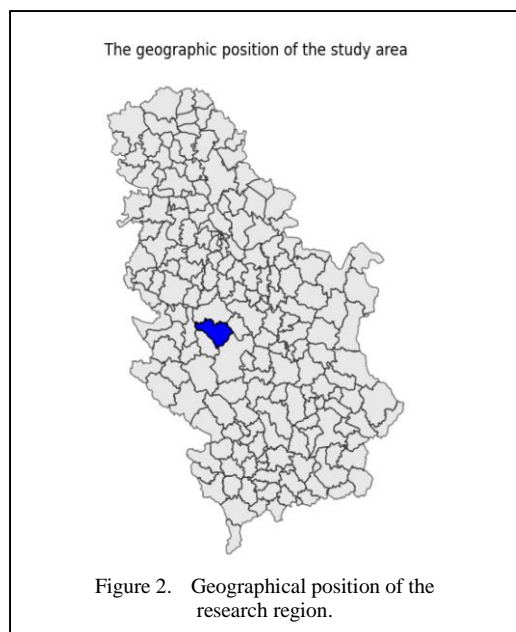 The geographic position of the study area
Figure 2. Geographical position of the
research region.